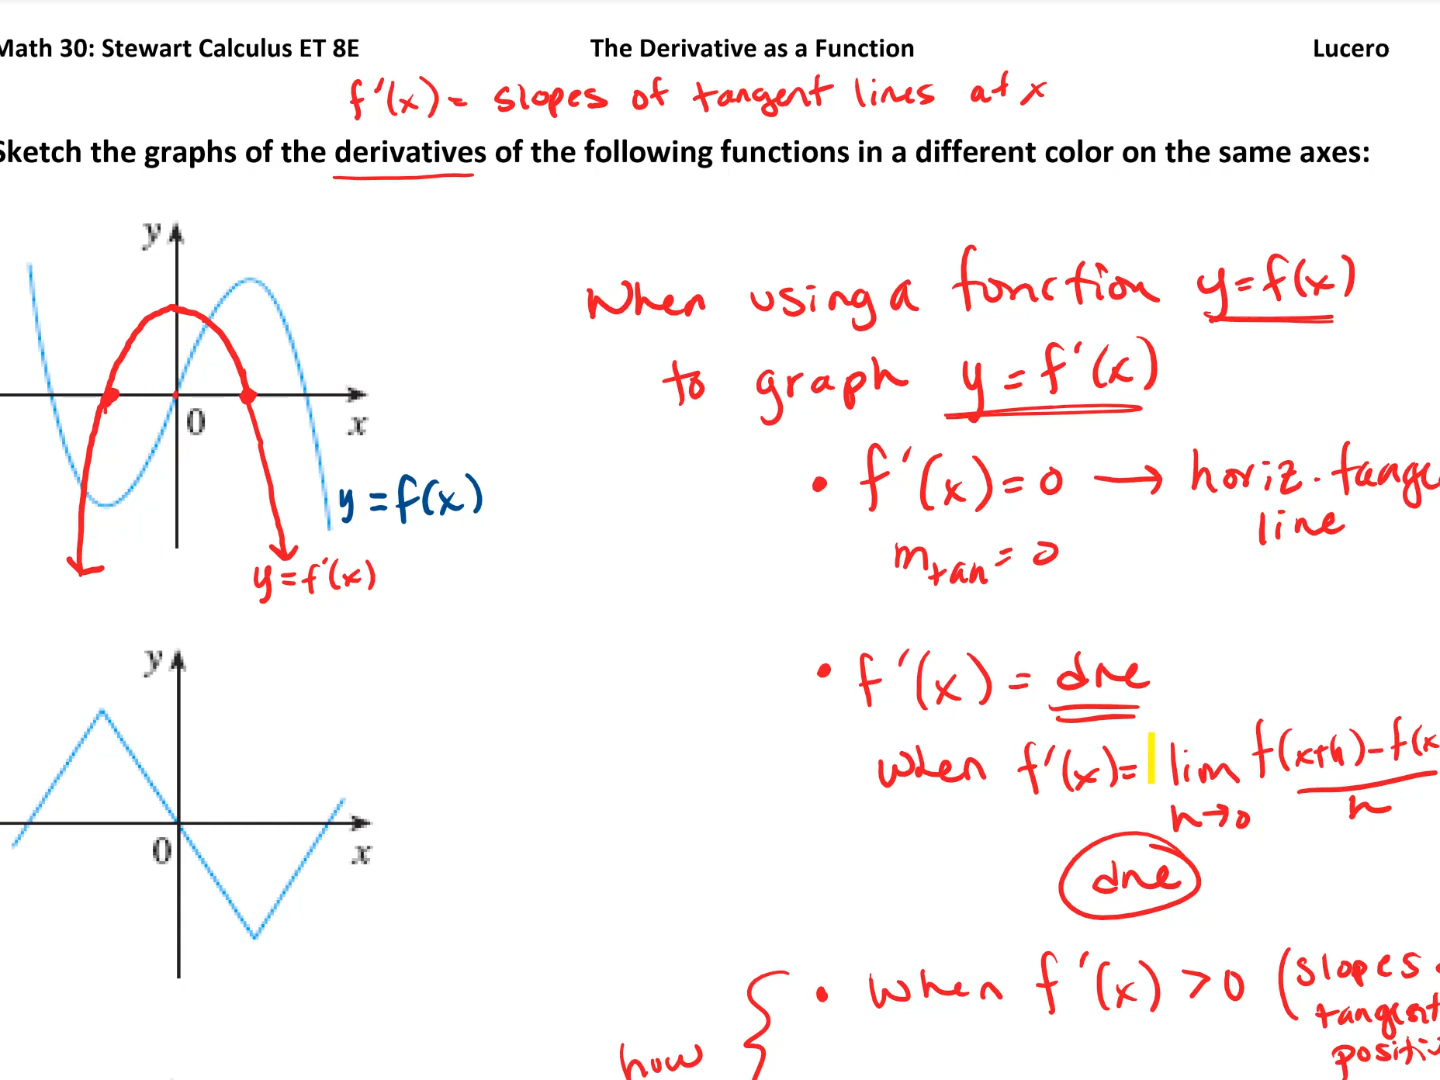 Math 30: Stewart Calculus ET 8E The Derivative as a Function Lucero
f'(x) = slopes of tangent lines at x
Sketch the graphs of the derivatives of the following functions in a different color on the same axes:
y
0
x
y = f(x)
y = f'(x)
When using a function y = f(x)
to graph y = f'(x)
• f'(x) = 0 → horiz. tange
line
m tan = 0
y
0
x
• f'(x) = dne
when f'(x) = lim f(x+h) - f(x
h→0 h
dne
• when f'(x) > 0 (slopes
tangent
positiv
how